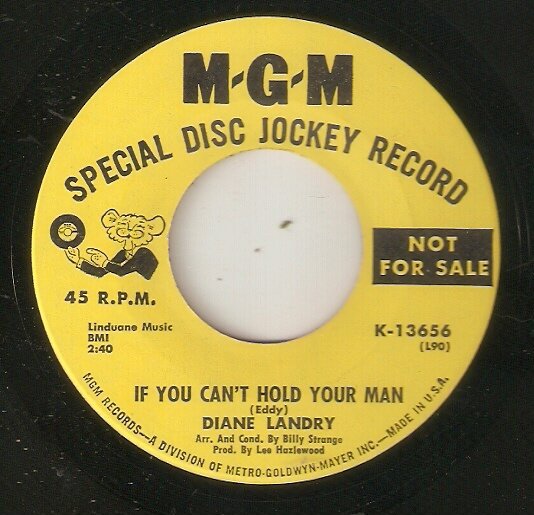 M-G-M
SPECIAL DISC JOCKEY RECORD
NOT
FOR SALE
45 R.P.M.
Linduane Music
BMI
2:40
K-13656
(L90)
IF YOU CAN'T HOLD YOUR MAN
(Eddy)
DIANE LANDRY
Arr. And Cond. By Billy Strange
Prod. By Lee Hazlewood
MGM RECORDS—A DIVISION OF METRO-GOLDWYN-MAYER INC.—MADE IN U.S.A.